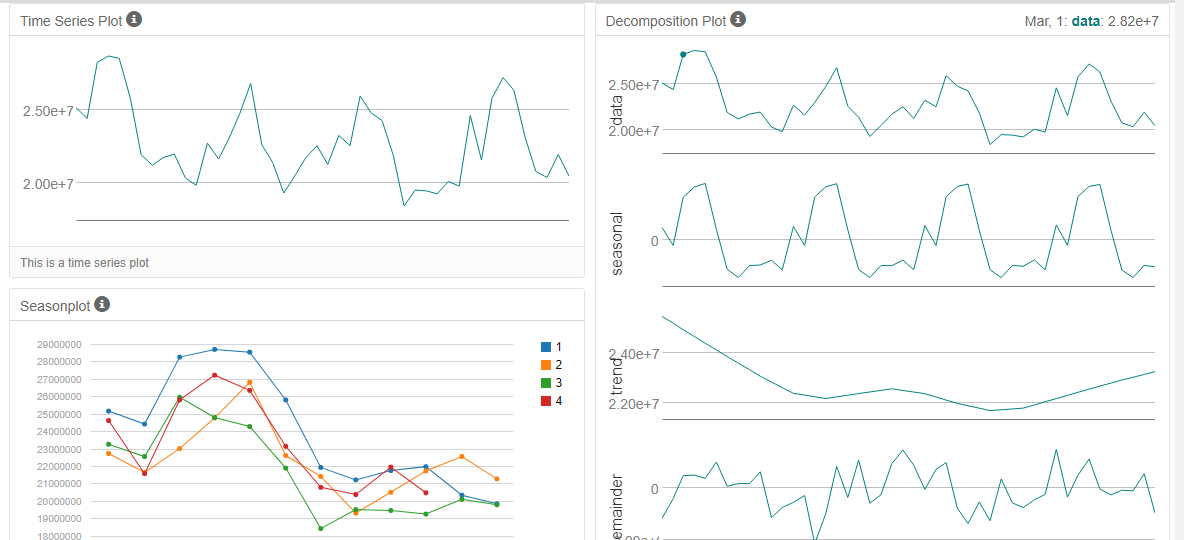 Time Series Plot
2.50e+7
2.00e+7
This is a time series plot
Seasonplot
29000000
28000000
27000000
26000000
25000000
24000000
23000000
22000000
21000000
20000000
19000000
18000000
1
2
3
4
Decomposition Plot
Mar, 1: data: 2.82e+7
2.50e+7
2.00e+7
data
0
seasonal
2.40e+7
2.20e+7
trend
0
emainder